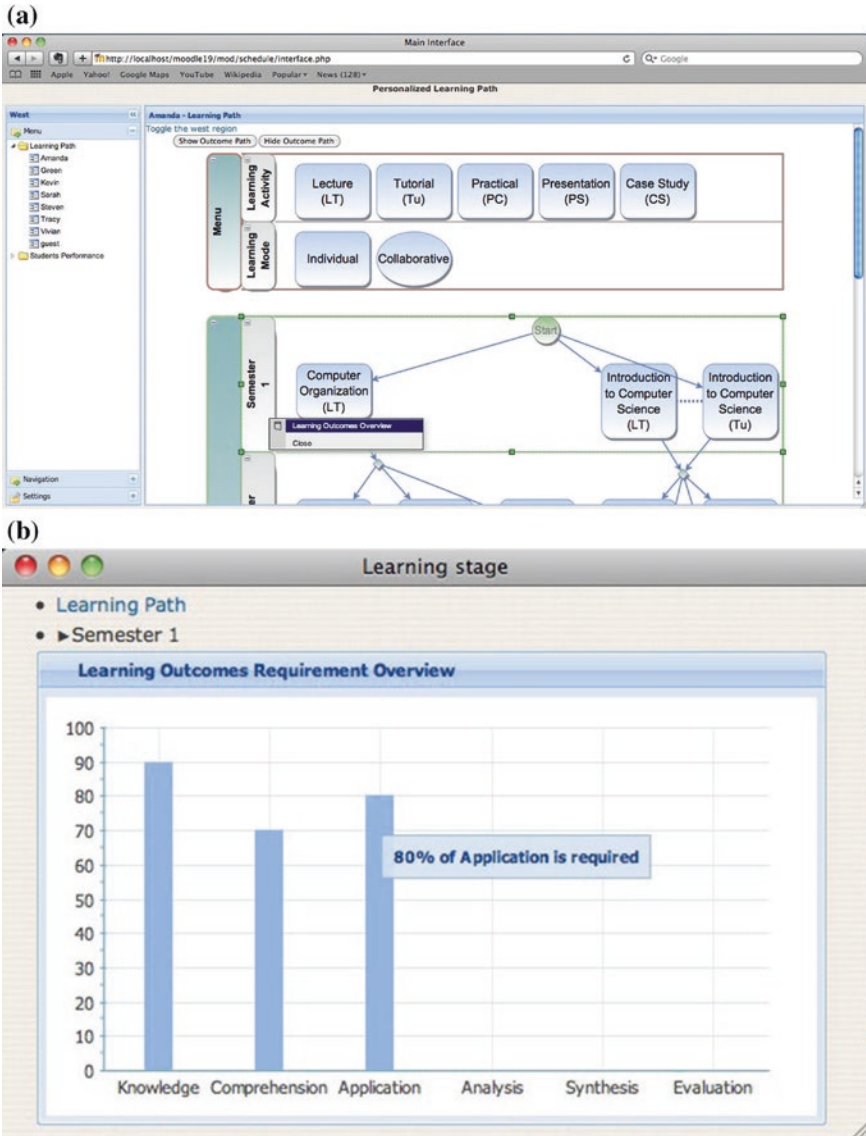 (a)
Main Interface
http://localhost/moodle19/mod/schedule/interface.php
Google
Apple Yahoo! Google Maps YouTube Wikipedia Popular News (128)
Personalized Learning Path
West
Menu
Learning Path
Amanda
Green
Kevin
Sarah
Steven
Tracy
Vivian
guest
Students Performance
Navigation
Settings
Amanda - Learning Path
Toggle the west region
Show Outcome Path Hide Outcome Path
Menu
Learning
Activity
Lecture
(LT)
Tutorial
(Tu)
Practical
(PC)
Presentation
(PS)
Case Study
(CS)
Learning
Mode
Individual
Collaborative
Start
Semester
1
Computer
Organization
(LT)
Introduction
to Computer
Science
(LT)
Introduction
to Computer
Science
(Tu)
Learning Outcomes Overview
Close
er
(b)
Learning stage
• Learning Path
• ►Semester 1
Learning Outcomes Requirement Overview
100
90
80
70
60
50
40
30
20
10
0
80% of Application is required
Knowledge Comprehension Application Analysis Synthesis Evaluation